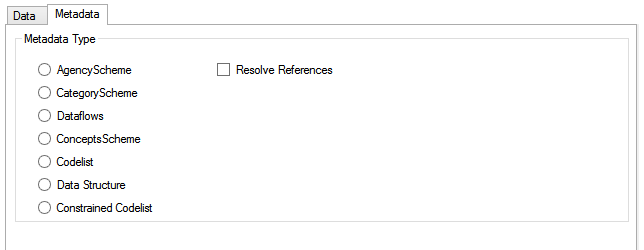 Data Metadata
Metadata Type
AgencyScheme Resolve References
CategoryScheme
Dataflows
ConceptsScheme
Codelist
Data Structure
Constrained Codelist